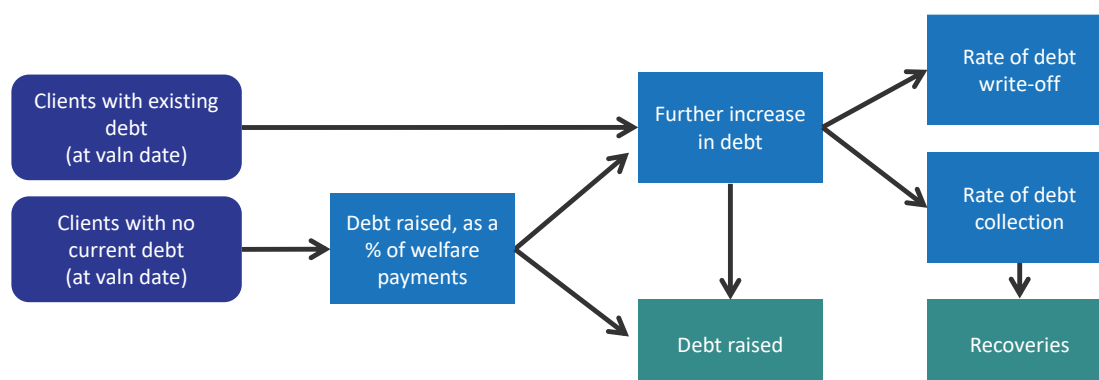 Clients with existing
debt
(at valn date)
Clients with no
current debt
(at valn date)
Debt raised, as a
% of welfare
payments
Further increase
in debt
Debt raised
Rate of debt
write-off
Rate of debt
collection
Recoveries